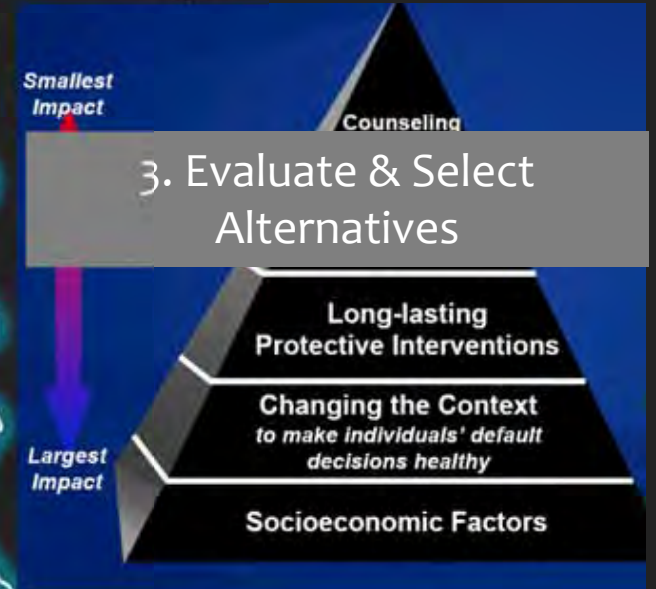 Smallest
Impact
Counseling
3. Evaluate & Select
Alternatives
Long-lasting
Protective Interventions
Changing the Context
to make individuals' default
decisions healthy
Largest
Impact
Socioeconomic Factors